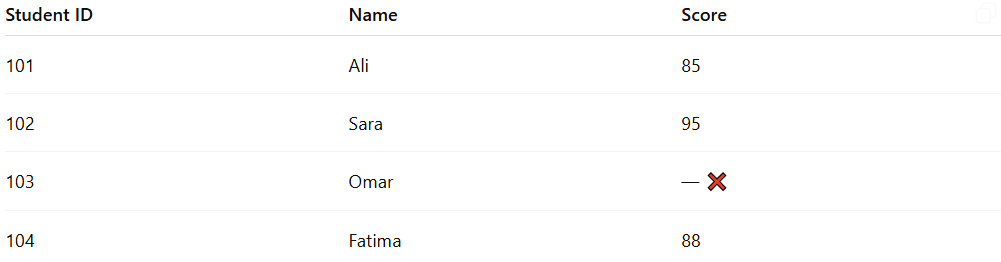 Student ID Name Score
101 Ali 85
102 Sara 95
103 Omar — ❌
104 Fatima 88